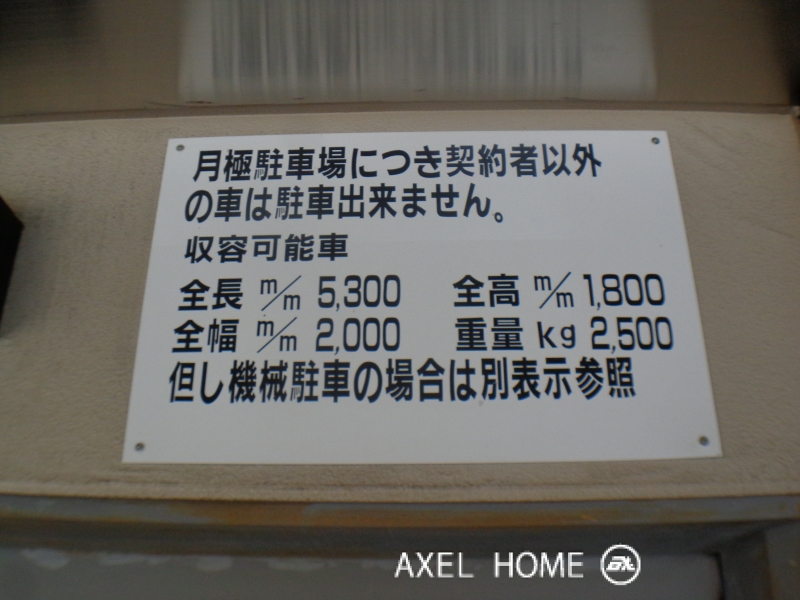 月極駐車場につき契約者以外
の車は駐車出来ません。
収容可能車
全長 m/m 5,300 全高 m/m 1,800
全幅 m/m 2,000 重量 kg 2,500
但し機械駐車の場合は別表示参照
AXEL HOME